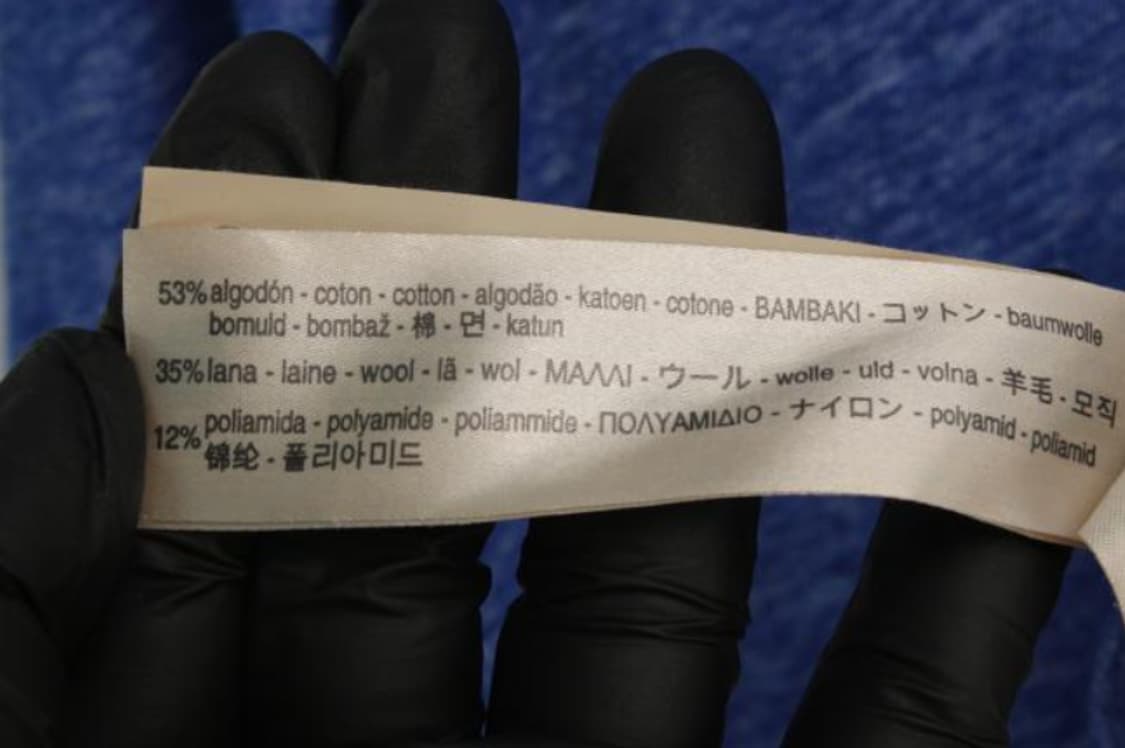 53% algodón - coton - cotton - algodão - katoen - cotone - BAMBAKI - コットン - baumwolle
bomuld - bombaž - 棉 - 면 - katun
35% lana - laine - wool - lã - wol - ΜΑΛΛΙ - ウール - wolle - uld - volna - 羊毛 - 모직
12% poliamida - polyamide - poliammide - ΠΟΛΥΑΜΙΔΙΟ - ナイロン - polyamid - poliamid
锦纶 - 폴리아미드